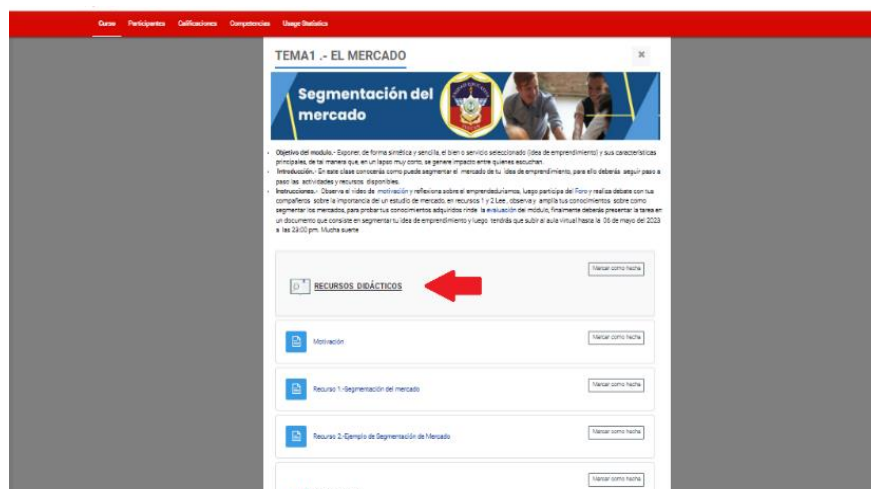 Curso Participantes Calificaciones Competencias Usage Statistics
TEMA1 .- EL MERCADO
Segmentación del
mercado
Objetivo del modulo.- Exponer, de forma sintética y sencilla, el bien o servicio seleccionado (idea de emprendimiento) y sus características
principales, de tal manera que, en un lapso muy corto, se genere impacto entre quienes escuchan.
Introducción.- En este clase conocerás como puede segmentar el mercado de tu idea de emprendimiento, para ello deberás seguir paso a
paso las actividades y recursos disponibles.
Instrucciones.- Observa el video de motivación y reflexiona sobre el emprendedurismo, luego participa del Foro y realiza debate con tus
compañeros sobre la importancia del un estudio de mercado, en recursos 1 y 2 Lee , observa y amplia tus conocimientos sobre como
segmentar los mercados, para probar tus conocimientos adquiridos rinde la evaluación del módulo, finalmente deberás presentar la tarea en
un documento que consiste en segmentar tu idea de emprendimiento y luego tendrás que subir al aula virtual hasta la 06 de mayo del 2023
a las 23:00 pm. Mucha suerte
Marcar como hecha
RECURSOS DIDÁCTICOS
Marcar como hecha
Motivación
Marcar como hecha
Recurso 1.-Segmentación del mercado
Marcar como hecha
Recurso 2.-Ejemplo de Segmentación de Mercado
Marcar como hecha